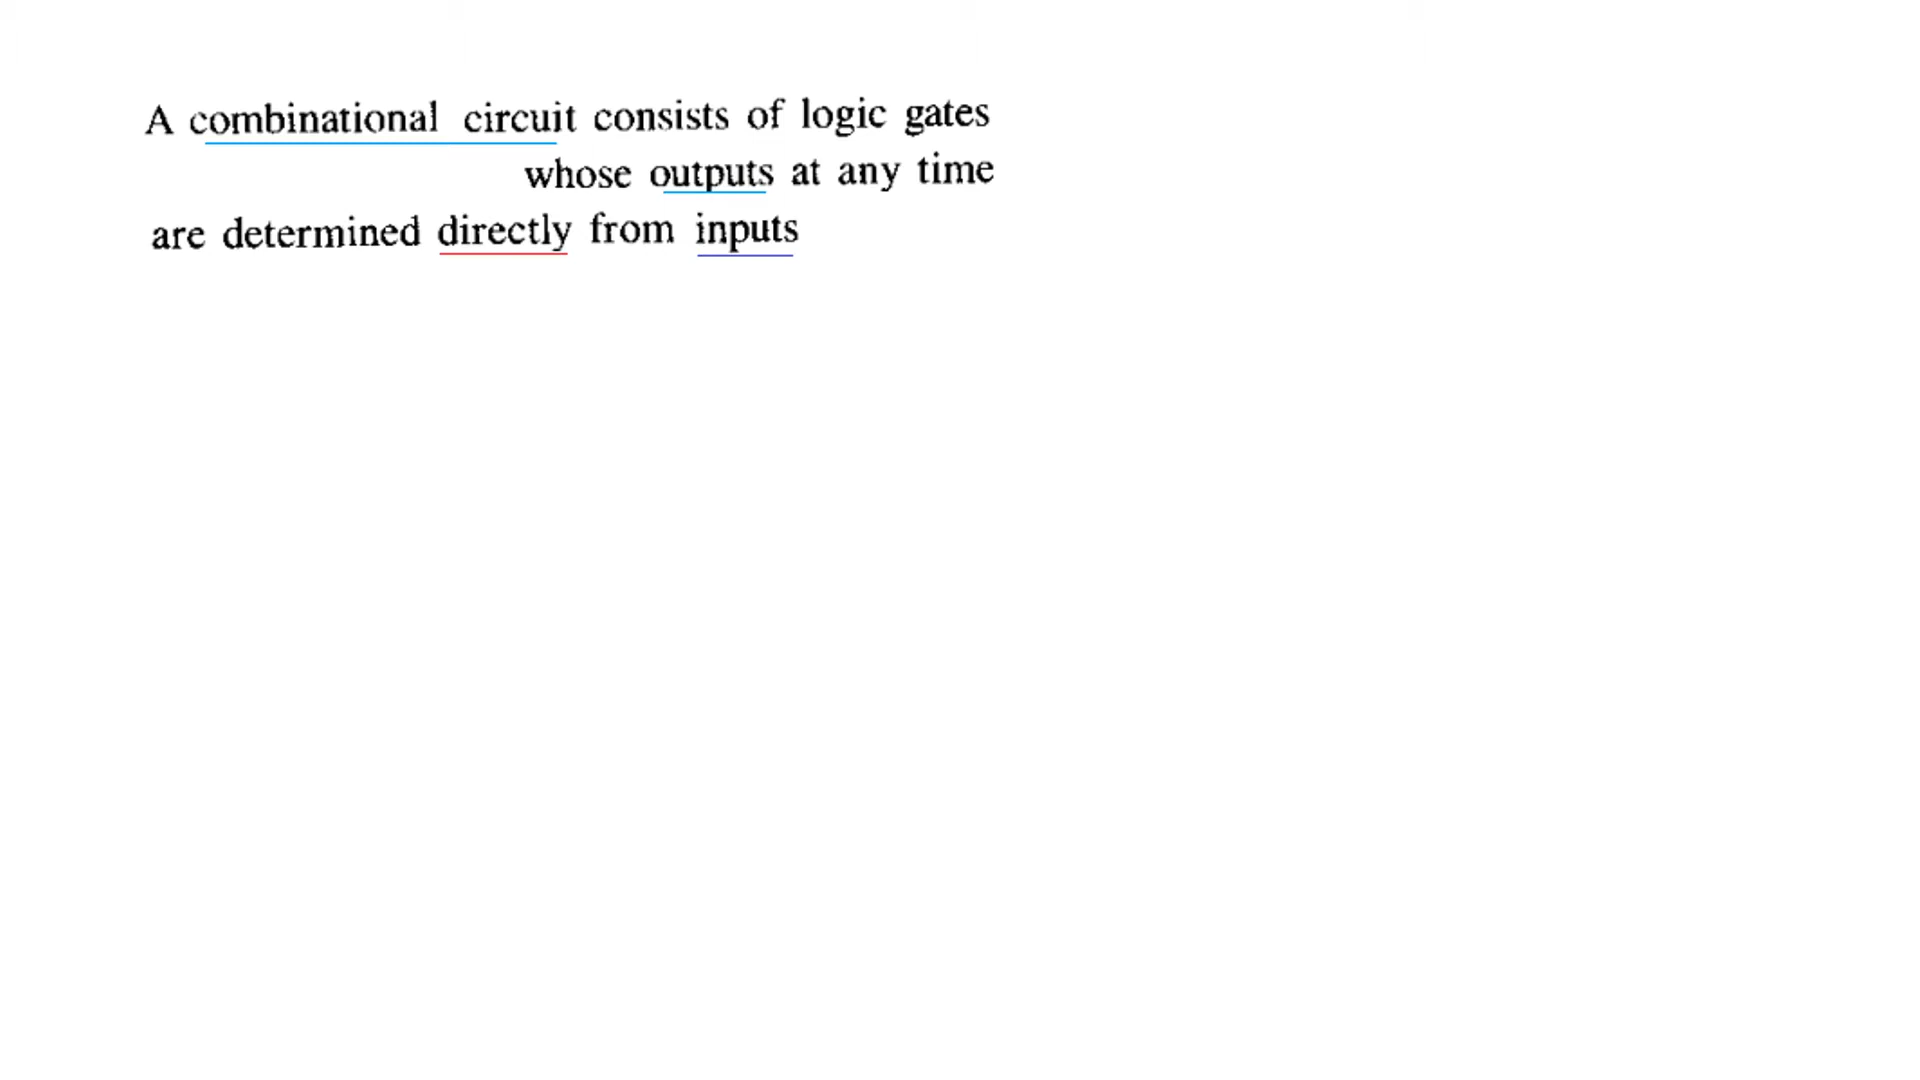 A combinational circuit consists of logic gates
whose outputs at any time
are determined directly from inputs